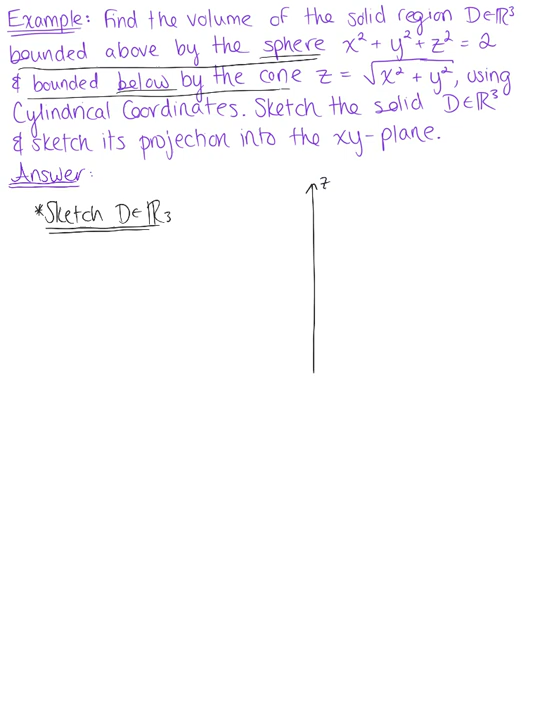 Example: Find the volume of the solid region D∈ℝ³
bounded above by the sphere x² + y² + z² = 2
& bounded below by the cone z = √(x² + y²), using
Cylindrical Coordinates. Sketch the solid D∈ℝ³
& sketch its projection into the xy-plane.
Answer:
z
*Sketch D∈ℝ₃